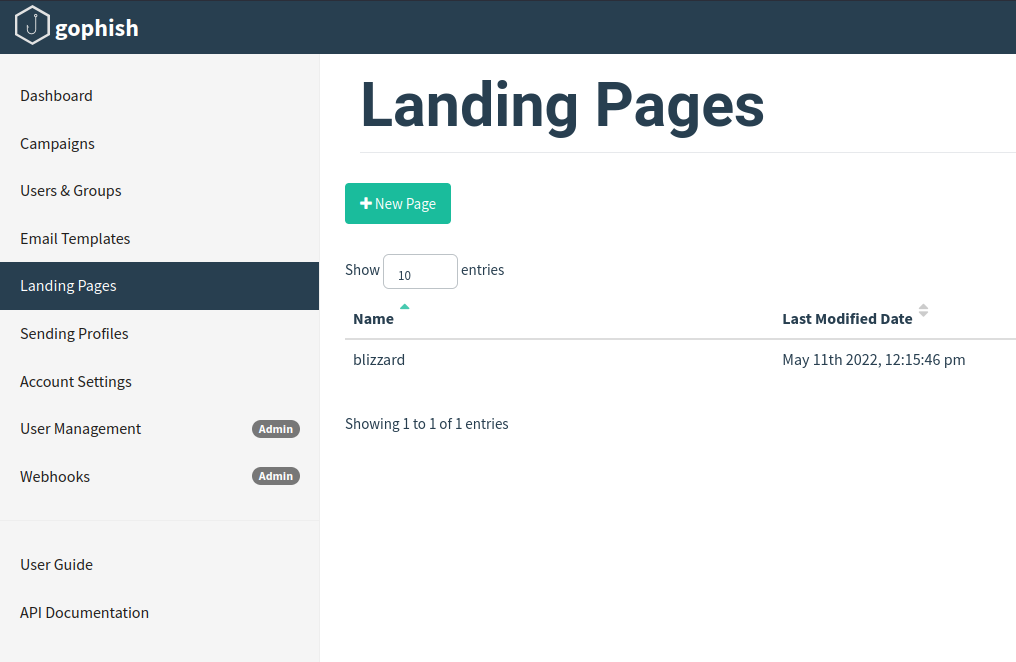 gophish
Dashboard
Campaigns
Users & Groups
Email Templates
Landing Pages
Sending Profiles
Account Settings
User Management Admin
Webhooks Admin
User Guide
API Documentation
Landing Pages
New Page
Show 10 entries
Name Last Modified Date
blizzard May 11th 2022, 12:15:46 pm
Showing 1 to 1 of 1 entries